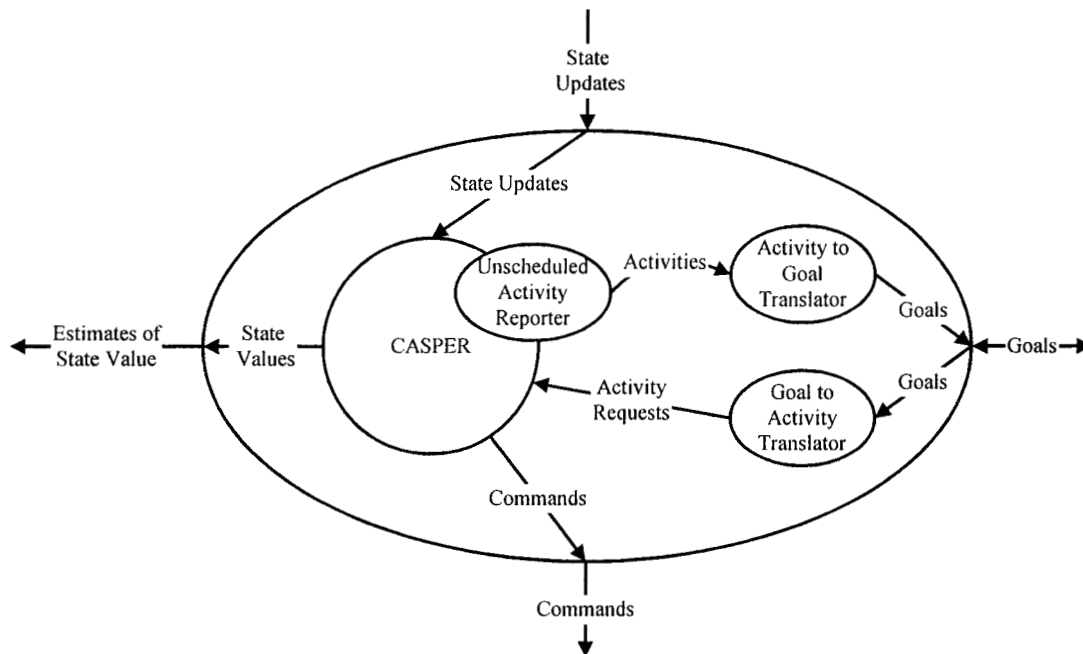 State
Updates
State Updates
Unscheduled
Activity
Reporter
Activities
Activity to
Goal
Translator
Goals
Estimates of
State Value
State
Values
CASPER
Goals
Goals
Activity
Requests
Goal to
Activity
Translator
Commands
Commands